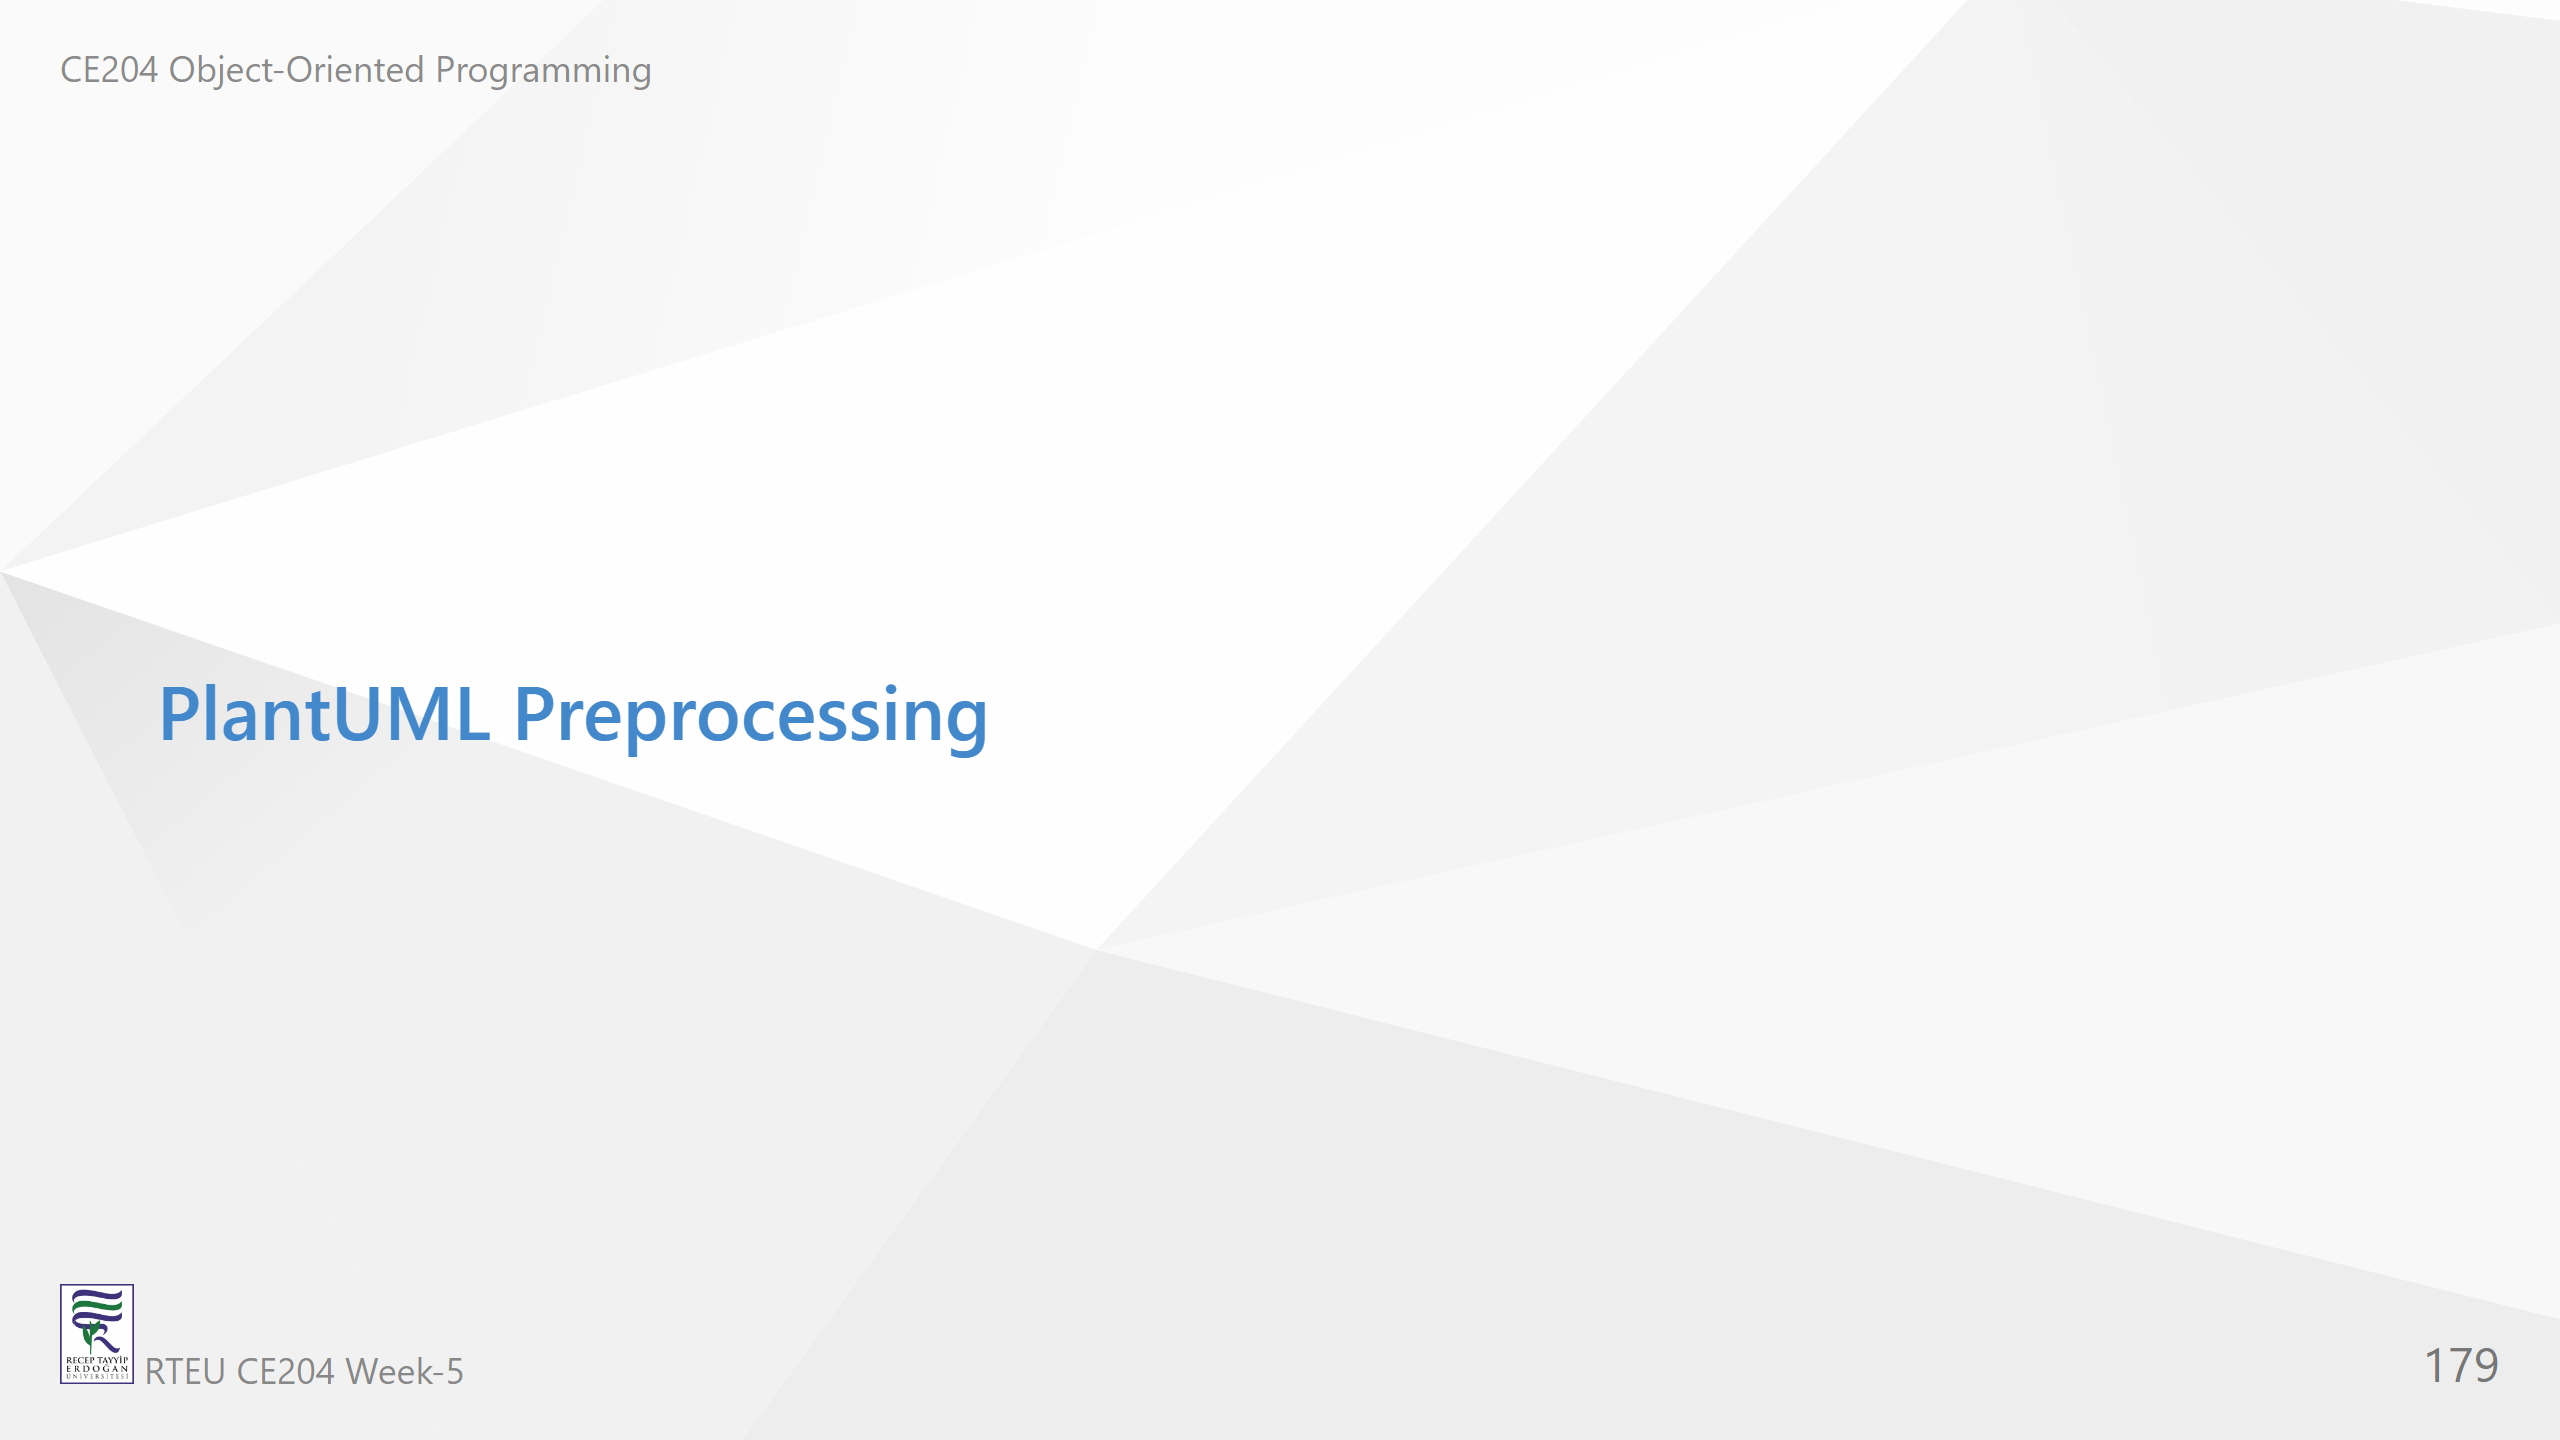 CE204 Object-Oriented Programming
PlantUML Preprocessing
RECEP TAYYİP
ERDOĞAN
ÜNİVERSİTESİ
RTEU CE204 Week-5
179